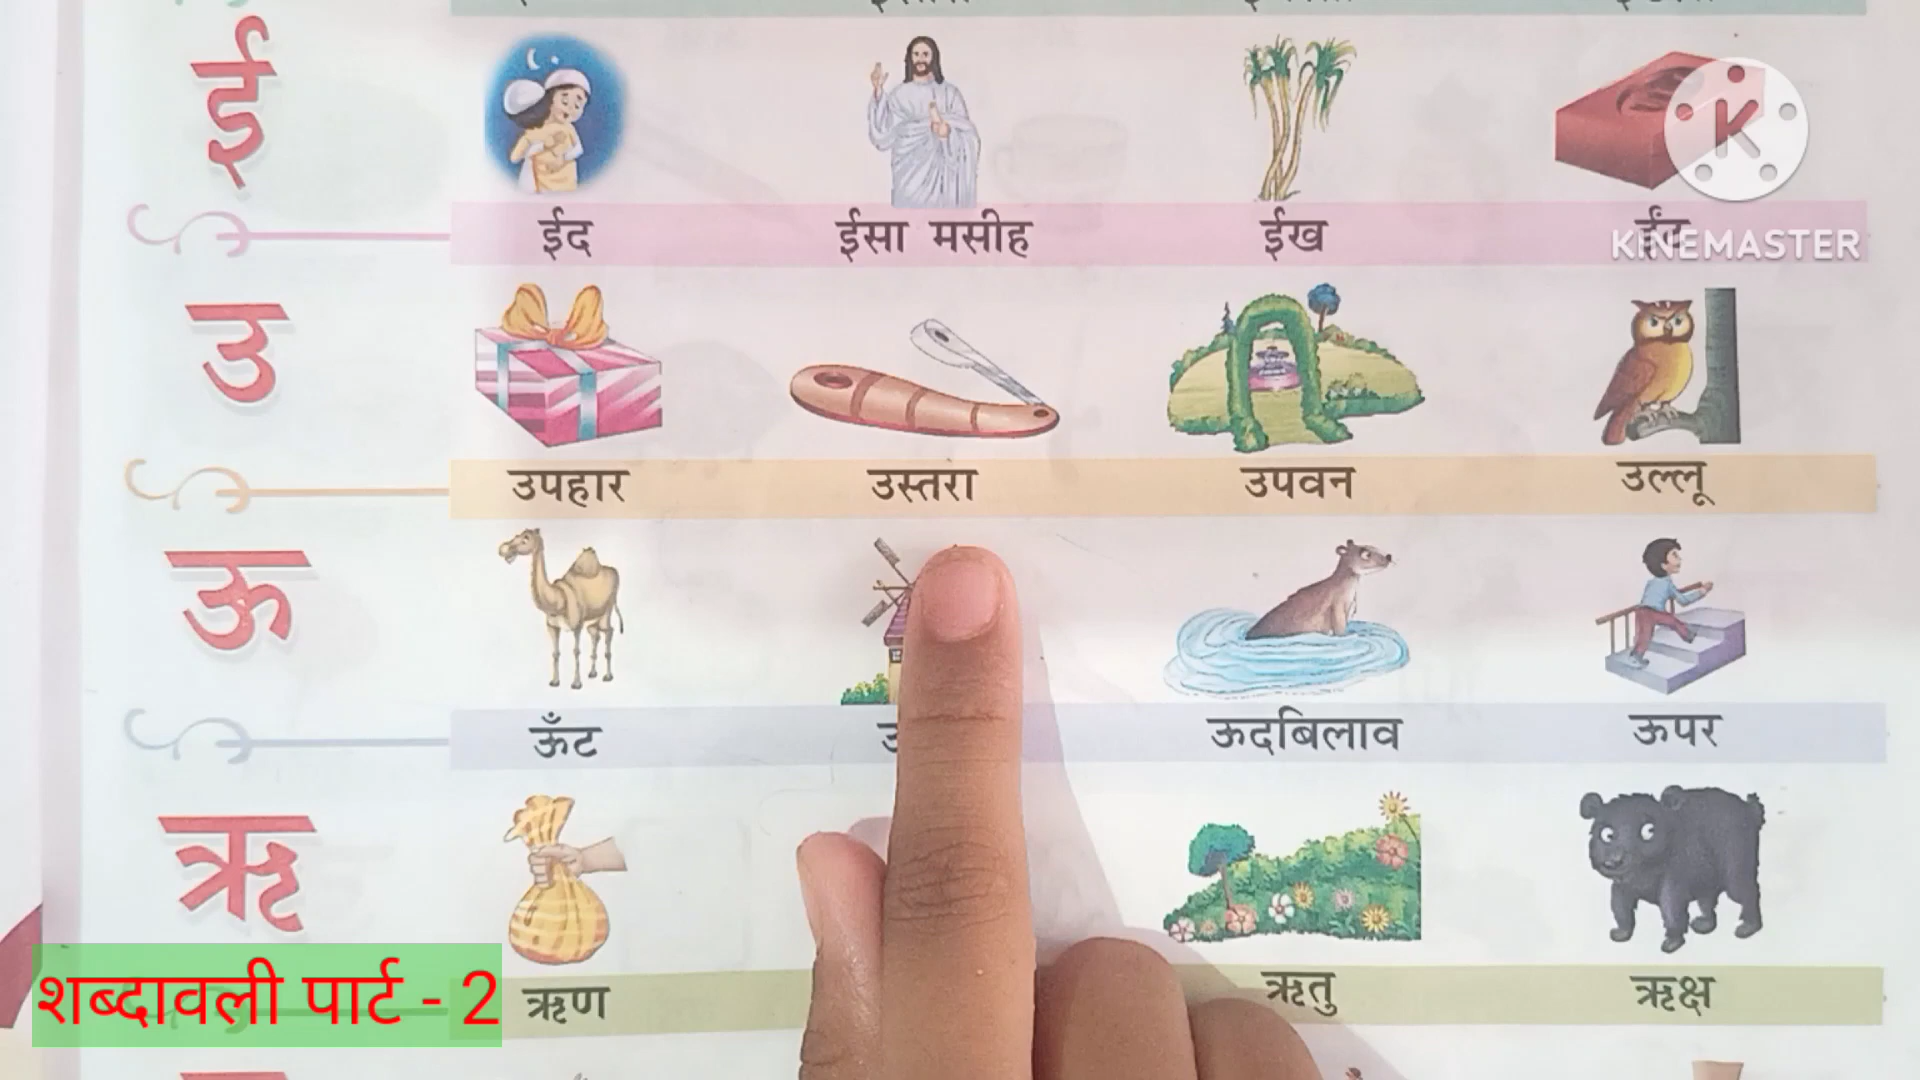 ई
ईद ईसा मसीह ईख
K
KINEMASTER
उ
उपहार उस्तरा उपवन उल्लू
ऊ
ऊँट ऊदबिलाव ऊपर
ऋ
ऋण ऋतु ऋक्ष
शब्दावली पार्ट - 2